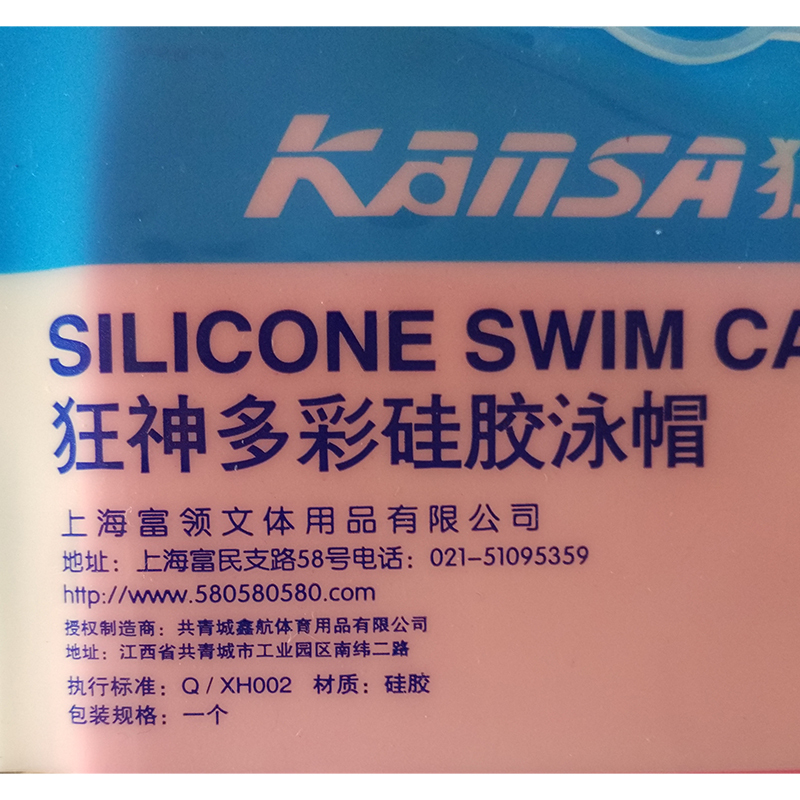 KANSA 狂
SILICONE SWIM CA
狂神多彩硅胶泳帽
上海富领文体用品有限公司
地址：上海富民支路58号电话：021-51095359
http://www.580580580.com
授权制造商：共青城鑫航体育用品有限公司
地址：江西省共青城市工业园区南纬二路
执行标准：Q/XH002 材质：硅胶
包装规格：一个